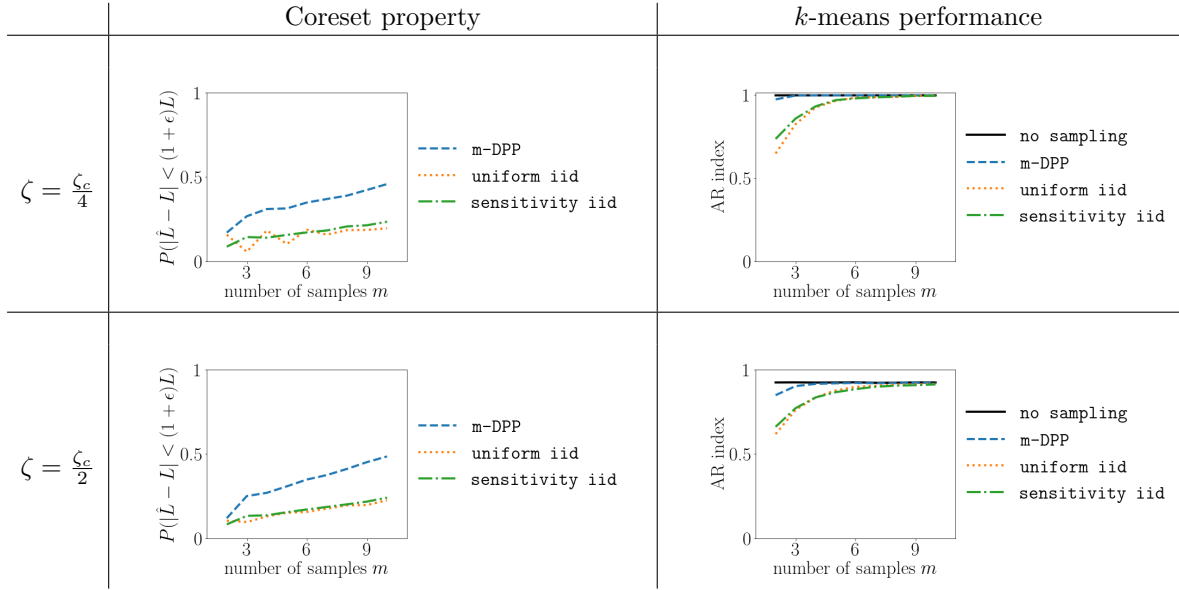 Coreset property
k-means performance
ζ = ζc/4
P(|L̂ − L| < (1 + ϵ)L)
1
0.5
0
3 6 9
number of samples m
m-DPP
uniform iid
sensitivity iid
AR index
1
0.5
0
3 6 9
number of samples m
no sampling
m-DPP
uniform iid
sensitivity iid
ζ = ζc/2
P(|L̂ − L| < (1 + ϵ)L)
1
0.5
0
3 6 9
number of samples m
m-DPP
uniform iid
sensitivity iid
AR index
1
0.5
0
3 6 9
number of samples m
no sampling
m-DPP
uniform iid
sensitivity iid